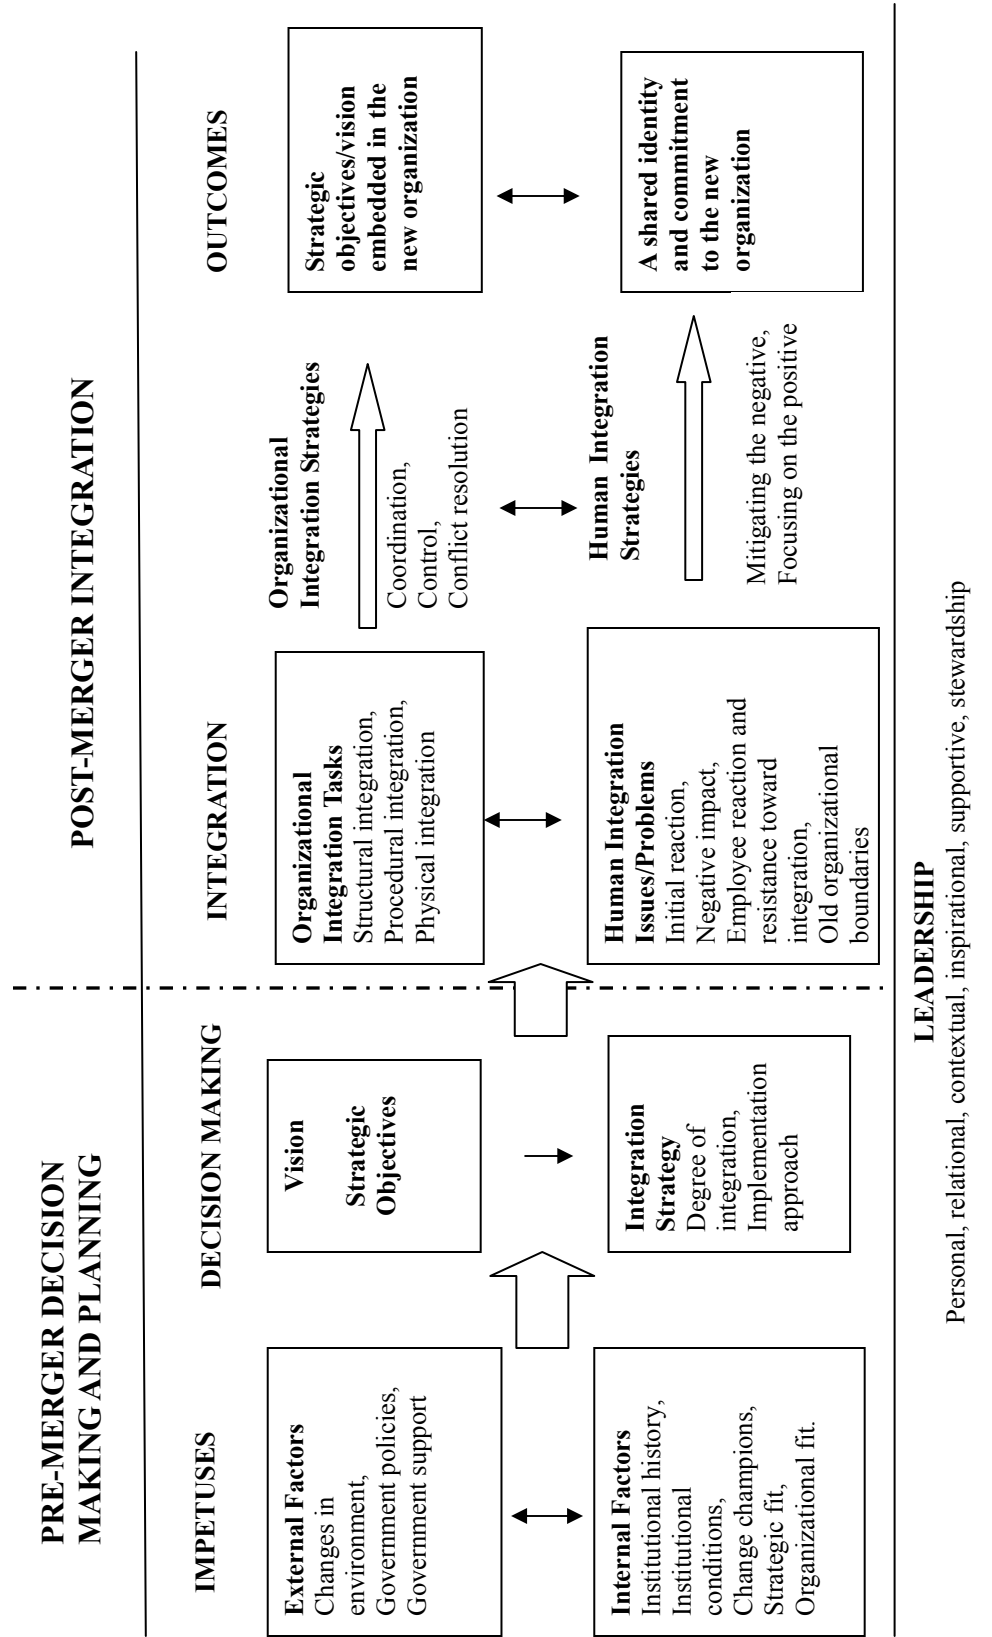 PRE-MERGER DECISION
MAKING AND PLANNING
POST-MERGER INTEGRATION
IMPETUSES
DECISION MAKING
INTEGRATION
OUTCOMES
External Factors
Changes in
environment,
Government policies,
Government support
Internal Factors
Institutional history,
Institutional
conditions,
Change champions,
Strategic fit,
Organizational fit.
Vision
Strategic
Objectives
Integration
Strategy
Degree of
integration,
Implementation
approach
Organizational
Integration Tasks
Structural integration,
Procedural integration,
Physical integration
Human Integration
Issues/Problems
Initial reaction,
Negative impact,
Employee reaction and
resistance toward
integration,
Old organizational
boundaries
Organizational
Integration Strategies
Coordination,
Control,
Conflict resolution
Human Integration
Strategies
Mitigating the negative,
Focusing on the positive
Strategic
objectives/vision
embedded in the
new organization
A shared identity
and commitment
to the new
organization
LEADERSHIP
Personal, relational, contextual, inspirational, supportive, stewardship